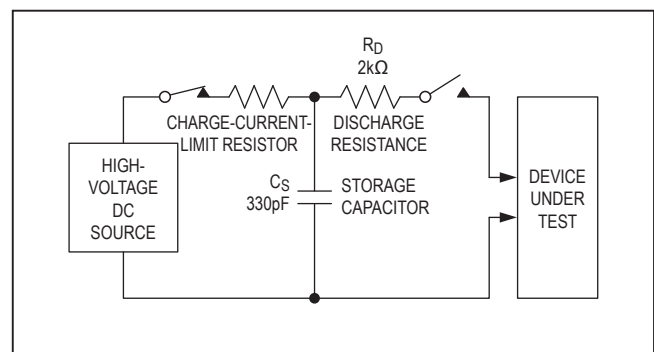 R_D
2kΩ
CHARGE-CURRENT-
LIMIT RESISTOR
DISCHARGE
RESISTANCE
HIGH-
VOLTAGE
DC
SOURCE
C_S
330pF
STORAGE
CAPACITOR
DEVICE
UNDER
TEST